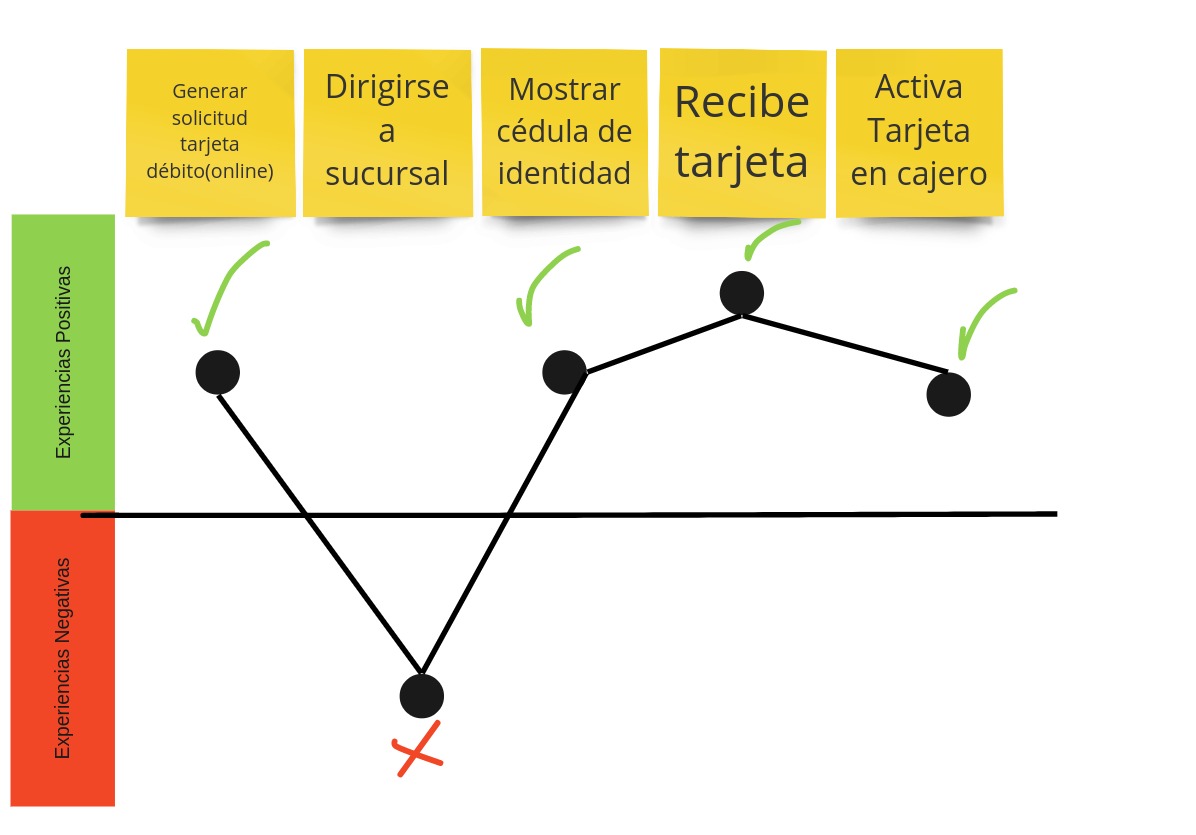 Generar
solicitud
tarjeta
débito(online)
Dirigirse
a
sucursal
Mostrar
cédula de
identidad
Recibe
tarjeta
Activa
Tarjeta
en cajero
Experiencias Positivas
Experiencias Negativas